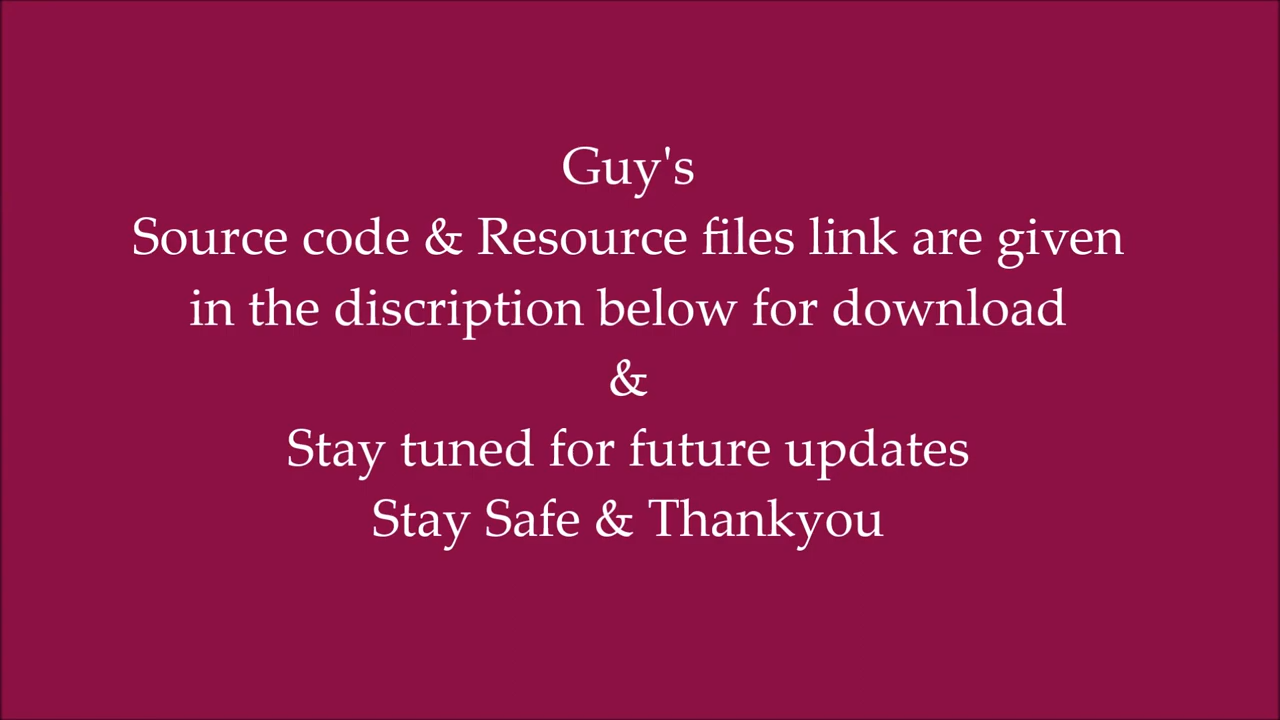 Guy's
Source code & Resource files link are given
in the discription below for download
&
Stay tuned for future updates
Stay Safe & Thankyou